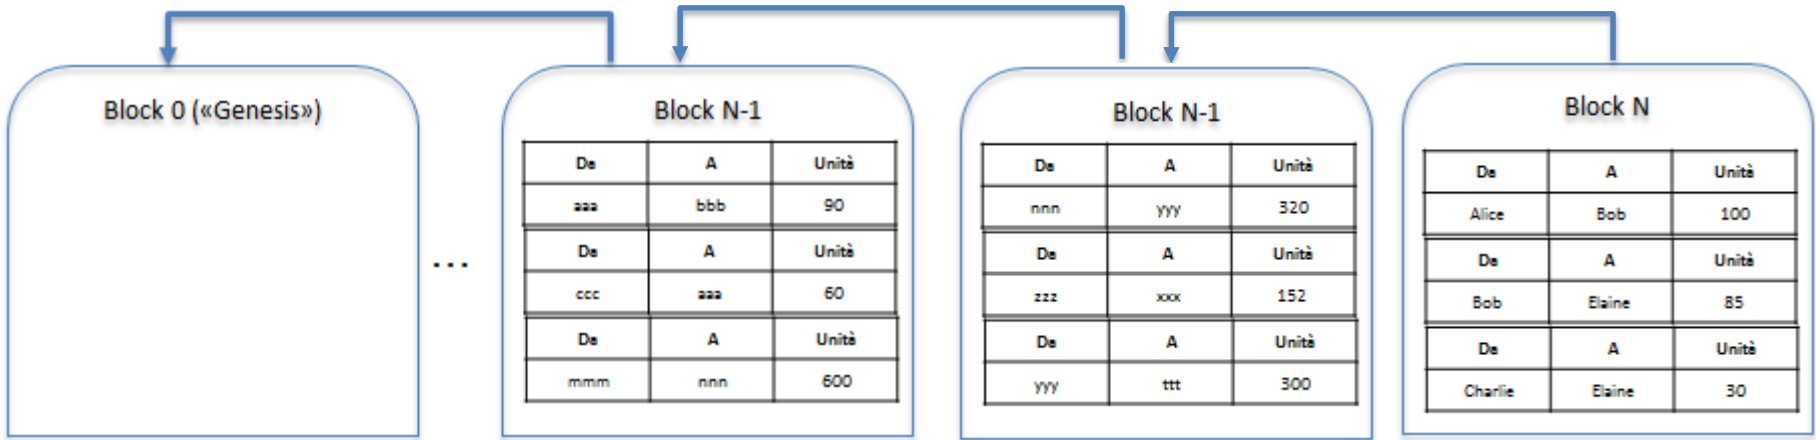 Block 0 («Genesis»)
...
Block N-1
Da A Unità
aaa bbb 90
Da A Unità
ccc aaa 60
Da A Unità
mmm nnn 600
Block N-1
Da A Unità
nnn yyy 320
Da A Unità
zzz xxx 152
Da A Unità
yyy ttt 300
Block N
Da A Unità
Alice Bob 100
Da A Unità
Bob Elaine 85
Da A Unità
Charlie Elaine 30